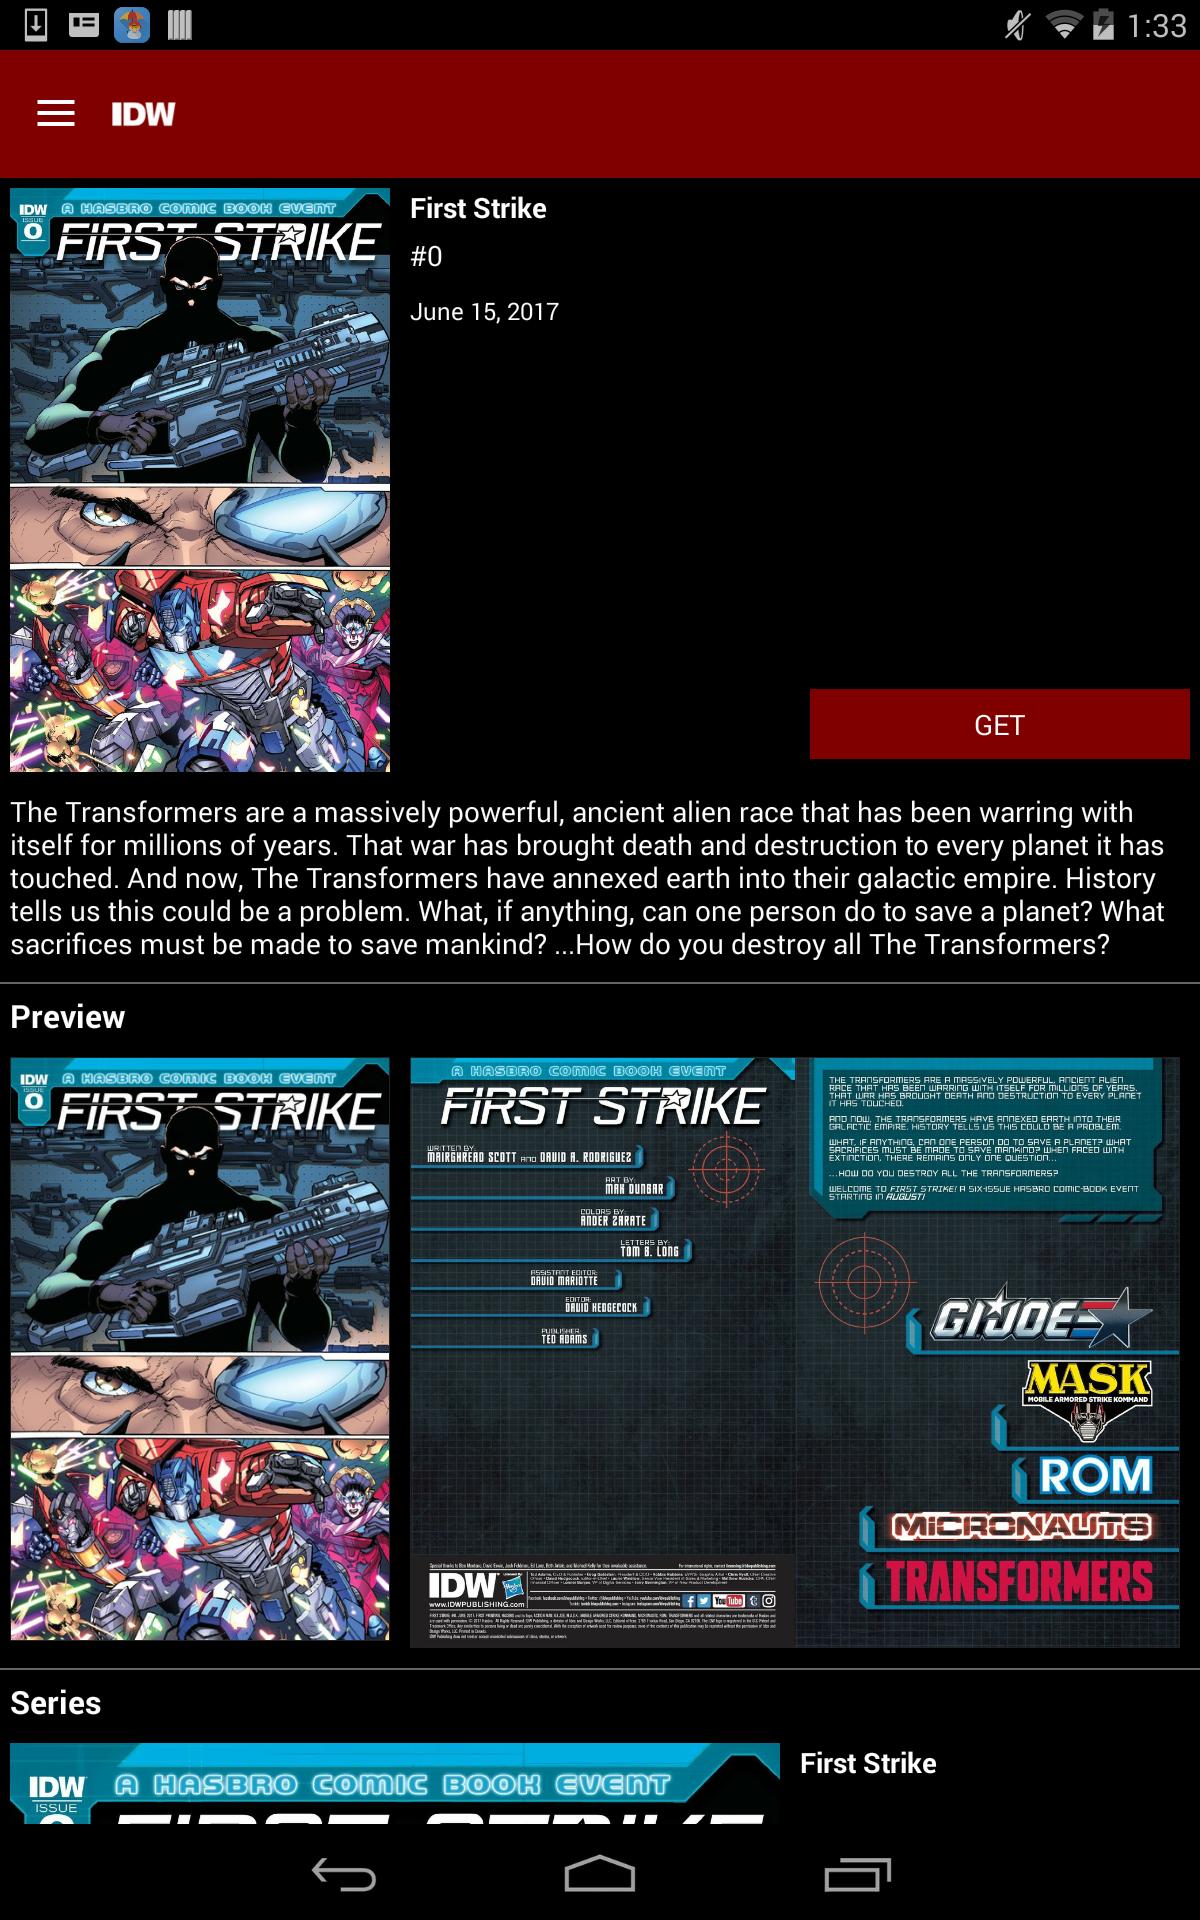 1:33
IDW
IDW
ISSUE
0
A HASBRO COMIC BOOK EVENT
FIRST STRIKE
First Strike
#0
June 15, 2017
GET
The Transformers are a massively powerful, ancient alien race that has been warring with
itself for millions of years. That war has brought death and destruction to every planet it has
touched. And now, The Transformers have annexed earth into their galactic empire. History
tells us this could be a problem. What, if anything, can one person do to save a planet? What
sacrifices must be made to save mankind? ...How do you destroy all The Transformers?
Preview
IDW
ISSUE
0
A HASBRO COMIC BOOK EVENT
FIRST STRIKE
A HASBRO COMIC BOOK EVENT
FIRST STRIKE
WRITTEN BY:
MAIRGHREAD SCOTT AND DAVID A. RODRIGUEZ
ART BY:
MAX DUNBAR
COLORS BY:
ANDER ZARATE
LETTERS BY:
TOM B. LONG
ASSISTANT EDITOR:
DAVID MARIOTTE
EDITOR:
DAVID HEDGECOCK
PUBLISHER:
TED ADAMS
IDW
www.IDWPUBLISHING.com
YouTube
THE TRANSFORMERS ARE A MASSIVELY POWERFUL, ANCIENT ALIEN
RACE THAT HAS BEEN WARRING WITH ITSELF FOR MILLIONS OF YEARS.
THAT WAR HAS BROUGHT DEATH AND DESTRUCTION TO EVERY PLANET
IT HAS TOUCHED.
AND NOW, THE TRANSFORMERS HAVE ANNEXED EARTH INTO THEIR
GALACTIC EMPIRE. HISTORY TELLS US THIS COULD BE A PROBLEM.
WHAT, IF ANYTHING, CAN ONE PERSON DO TO SAVE A PLANET? WHAT
SACRIFICES MUST BE MADE TO SAVE MANKIND? WHEN FACED WITH
EXTINCTION, THERE REMAINS ONLY ONE QUESTION...
...HOW DO YOU DESTROY ALL THE TRANSFORMERS?
WELCOME TO FIRST STRIKE! A SIX-ISSUE HASBRO COMIC-BOOK EVENT
STARTING IN AUGUST!
G.I. JOE
MASK
MOBILE ARMORED STRIKE KOMMAND
ROM
MICRONAUTS
TRANSFORMERS
Series
IDW
ISSUE
A HASBRO COMIC BOOK EVENT
FIRST STRIKE
First Strike